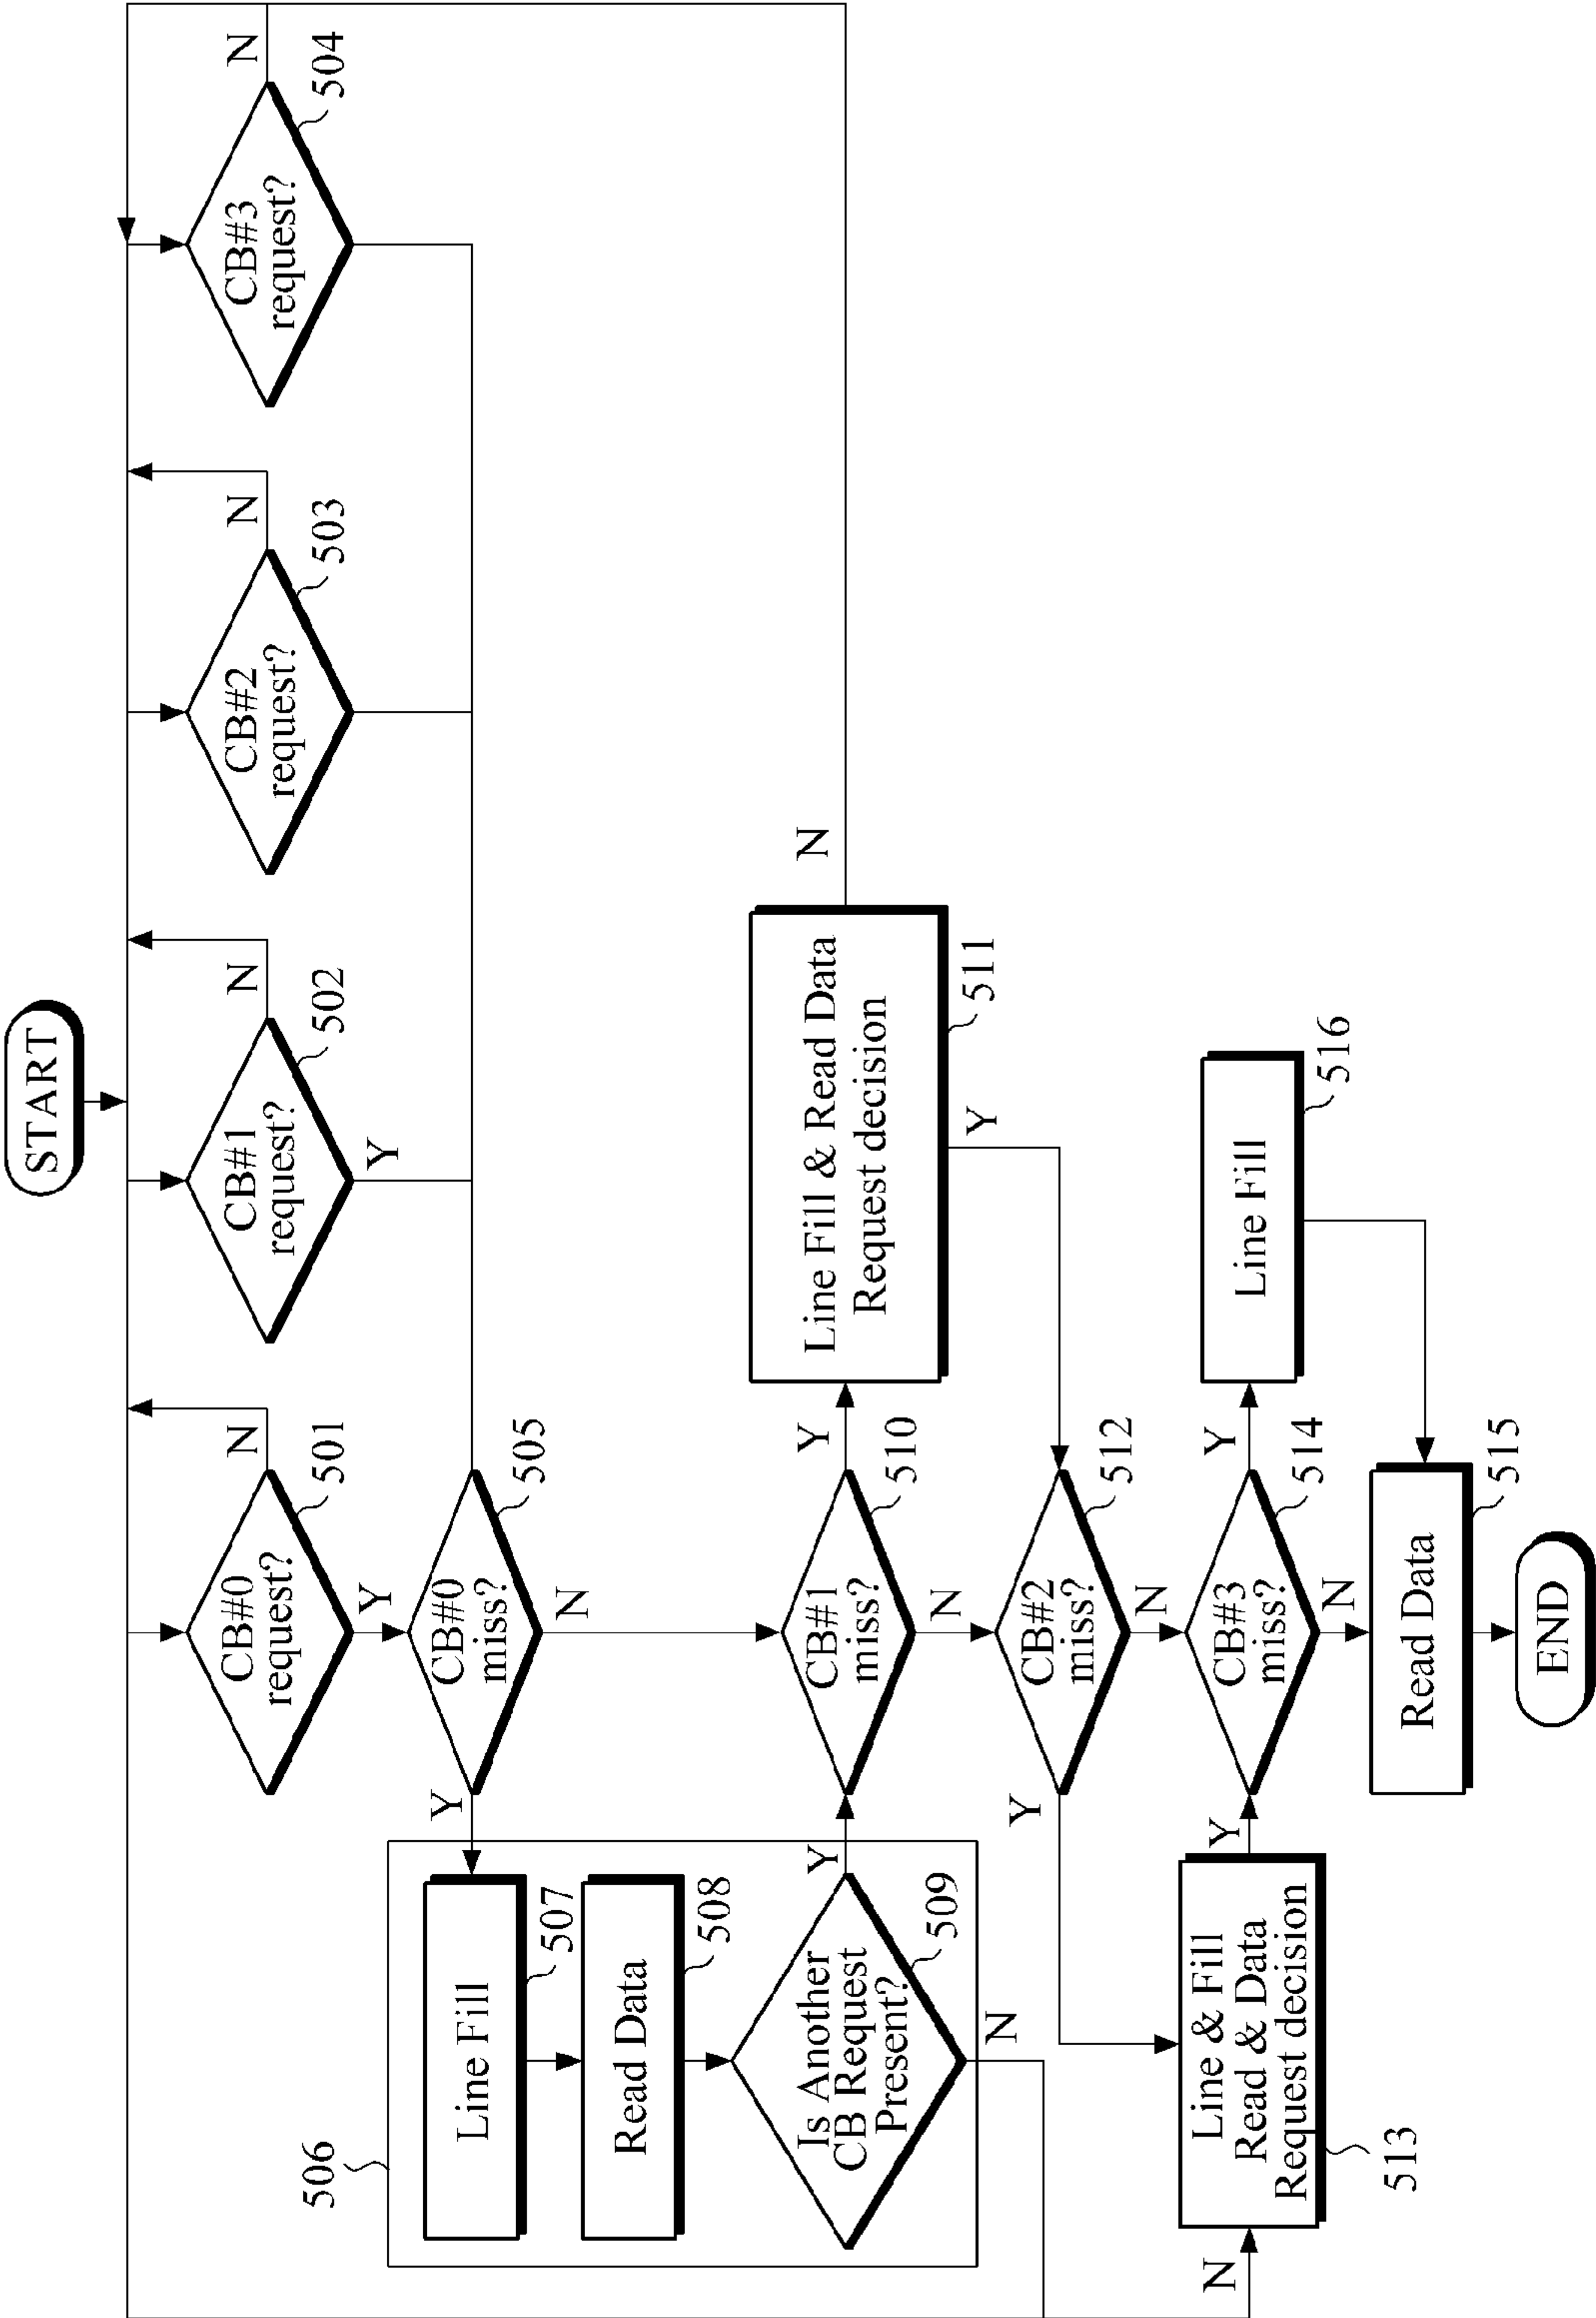 START
CB#0
request?
N
501
Y
CB#1
request?
N
502
Y
CB#2
request?
N
503
CB#3
request?
N
504
CB#0
miss?
505
Y
N
506
Line Fill
507
Read Data
508
Is Another
CB Request
Present?
509
Y
N
CB#1
miss?
510
Y
N
Line Fill & Read Data
Request decision
511
N
Y
CB#2
miss?
512
Y
N
Line & Fill
Read & Data
Request decision
513
N
Y
CB#3
miss?
514
Y
N
Line Fill
516
Read Data
515
END